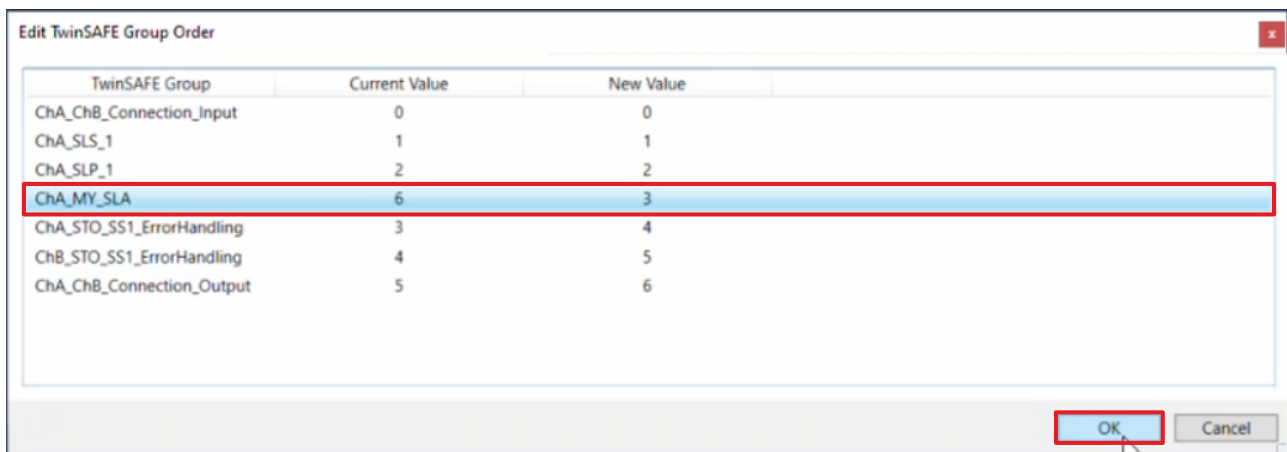 Edit TwinSAFE Group Order
x
TwinSAFE Group Current Value New Value
ChA_ChB_Connection_Input 0 0
ChA_SLS_1 1 1
ChA_SLP_1 2 2
ChA_MY_SLA 6 3
ChA_STO_SS1_ErrorHandling 3 4
ChB_STO_SS1_ErrorHandling 4 5
ChA_ChB_Connection_Output 5 6
OK Cancel